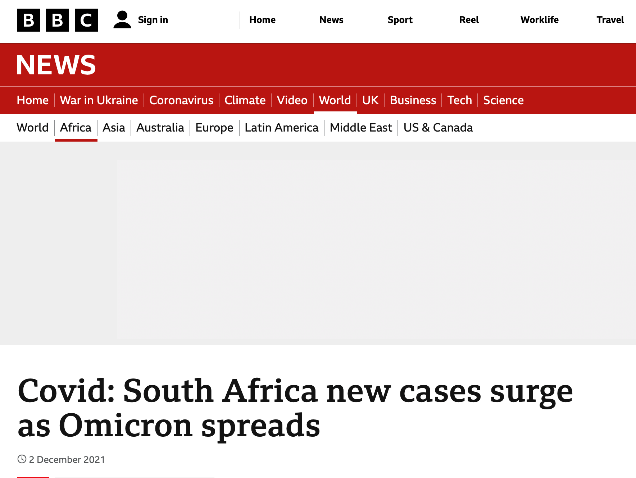 BBC Sign in Home News Sport Reel Worklife Travel
NEWS
Home War in Ukraine Coronavirus Climate Video World UK Business Tech Science
World Africa Asia Australia Europe Latin America Middle East US & Canada
Covid: South Africa new cases surge
as Omicron spreads
2 December 2021